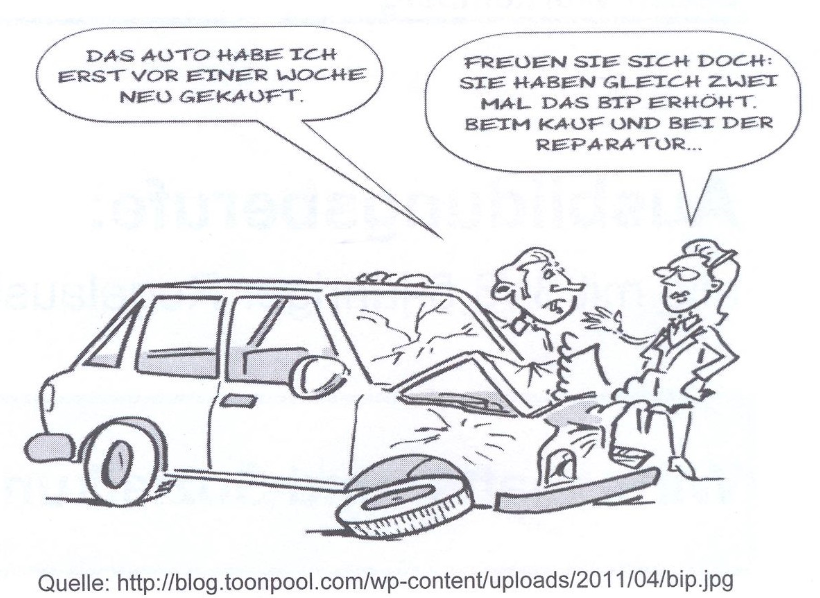 DAS AUTO HABE ICH
ERST VOR EINER WOCHE
NEU GEKAUFT.
FREUEN SIE SICH DOCH:
SIE HABEN GLEICH ZWEI
MAL DAS BIP ERHÖHT.
BEIM KAUF UND BEI DER
REPARATUR...
Ausbildungsberufe:
Quelle: http://blog.toonpool.com/wp-content/uploads/2011/04/bip.jpg